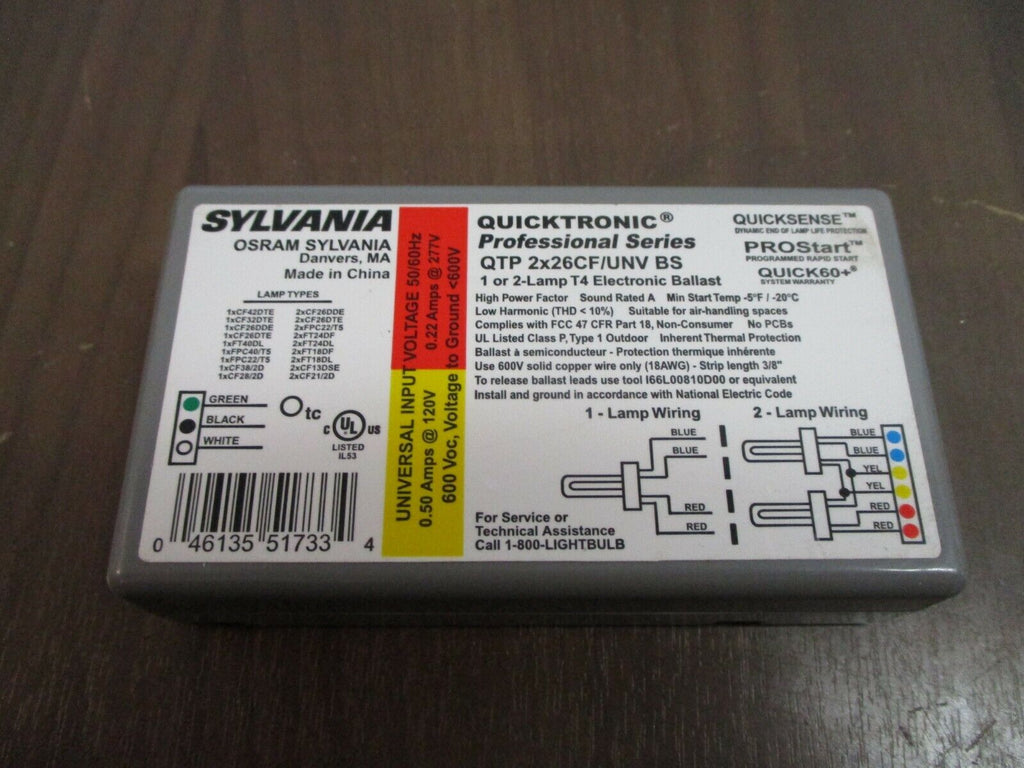 SYLVANIA
OSRAM SYLVANIA
Danvers, MA
Made in China
LAMP TYPES
1xCF42DTE 2xCF26DDE
1xCF32DTE 2xCF26DTE
1xCF26DDE 2xFPC22/T5
1xCF26DTE 2xFT24DF
1xFT40DL 2xFT24DL
1xFPC40/T5 2xFT18DF
1xFPC22/T5 2xFT18DL
1xCF38/2D 2xCF13DSE
1xCF28/2D 2xCF21/2D
GREEN
BLACK
WHITE
tc
C UL US
LISTED
IL53
0 46135 51733 4
UNIVERSAL INPUT VOLTAGE 50/60Hz
0.50 Amps @ 120V 0.22 Amps @ 277V
600 Voc, Voltage to Ground <600V
QUICKTRONIC®
Professional Series
QTP 2x26CF/UNV BS
1 or 2-Lamp T4 Electronic Ballast
QUICKSENSE™
DYNAMIC END OF LAMP LIFE PROTECTION
PROStart™
PROGRAMMED RAPID START
QUICK60+®
SYSTEM WARRANTY
High Power Factor Sound Rated A Min Start Temp -5°F / -20°C
Low Harmonic (THD < 10%) Suitable for air-handling spaces
Complies with FCC 47 CFR Part 18, Non-Consumer No PCBs
UL Listed Class P, Type 1 Outdoor Inherent Thermal Protection
Ballast à semiconducteur - Protection thermique inhérente
Use 600V solid copper wire only (18AWG) - Strip length 3/8"
To release ballast leads use tool I66L00810D00 or equivalent
Install and ground in accordance with National Electric Code
1 - Lamp Wiring
BLUE
BLUE
RED
RED
2 - Lamp Wiring
BLUE
BLUE
YEL
YEL
RED
RED
For Service or
Technical Assistance
Call 1-800-LIGHTBULB